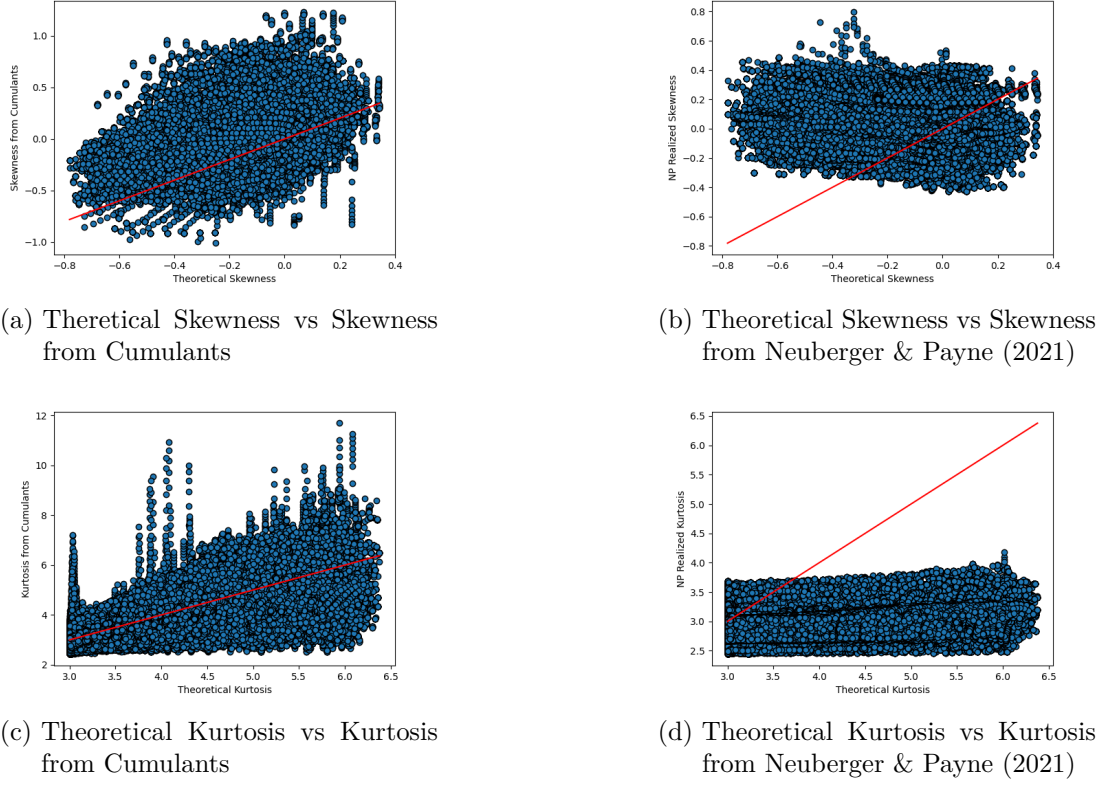 1.0
0.5
0.0
−0.5
−1.0
Skewness from Cumulants
−0.8 −0.6 −0.4 −0.2 0.0 0.2 0.4
Theoretical Skewness
(a) Theretical Skewness vs Skewness
from Cumulants
0.8
0.6
0.4
0.2
0.0
−0.2
−0.4
−0.6
−0.8
NP Realized Skewness
−0.8 −0.6 −0.4 −0.2 0.0 0.2 0.4
Theoretical Skewness
(b) Theoretical Skewness vs Skewness
from Neuberger & Payne (2021)
12
10
8
6
4
2
Kurtosis from Cumulants
3.0 3.5 4.0 4.5 5.0 5.5 6.0 6.5
Theoretical Kurtosis
(c) Theoretical Kurtosis vs Kurtosis
from Cumulants
6.5
6.0
5.5
5.0
4.5
4.0
3.5
3.0
2.5
NP Realized Kurtosis
3.0 3.5 4.0 4.5 5.0 5.5 6.0 6.5
Theoretical Kurtosis
(d) Theoretical Kurtosis vs Kurtosis
from Neuberger & Payne (2021)